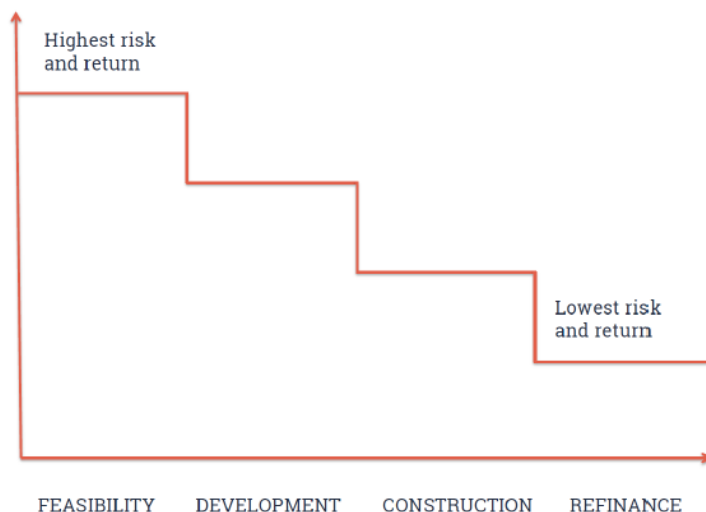 Highest risk
and return
Lowest risk
and return
FEASIBILITY DEVELOPMENT CONSTRUCTION REFINANCE